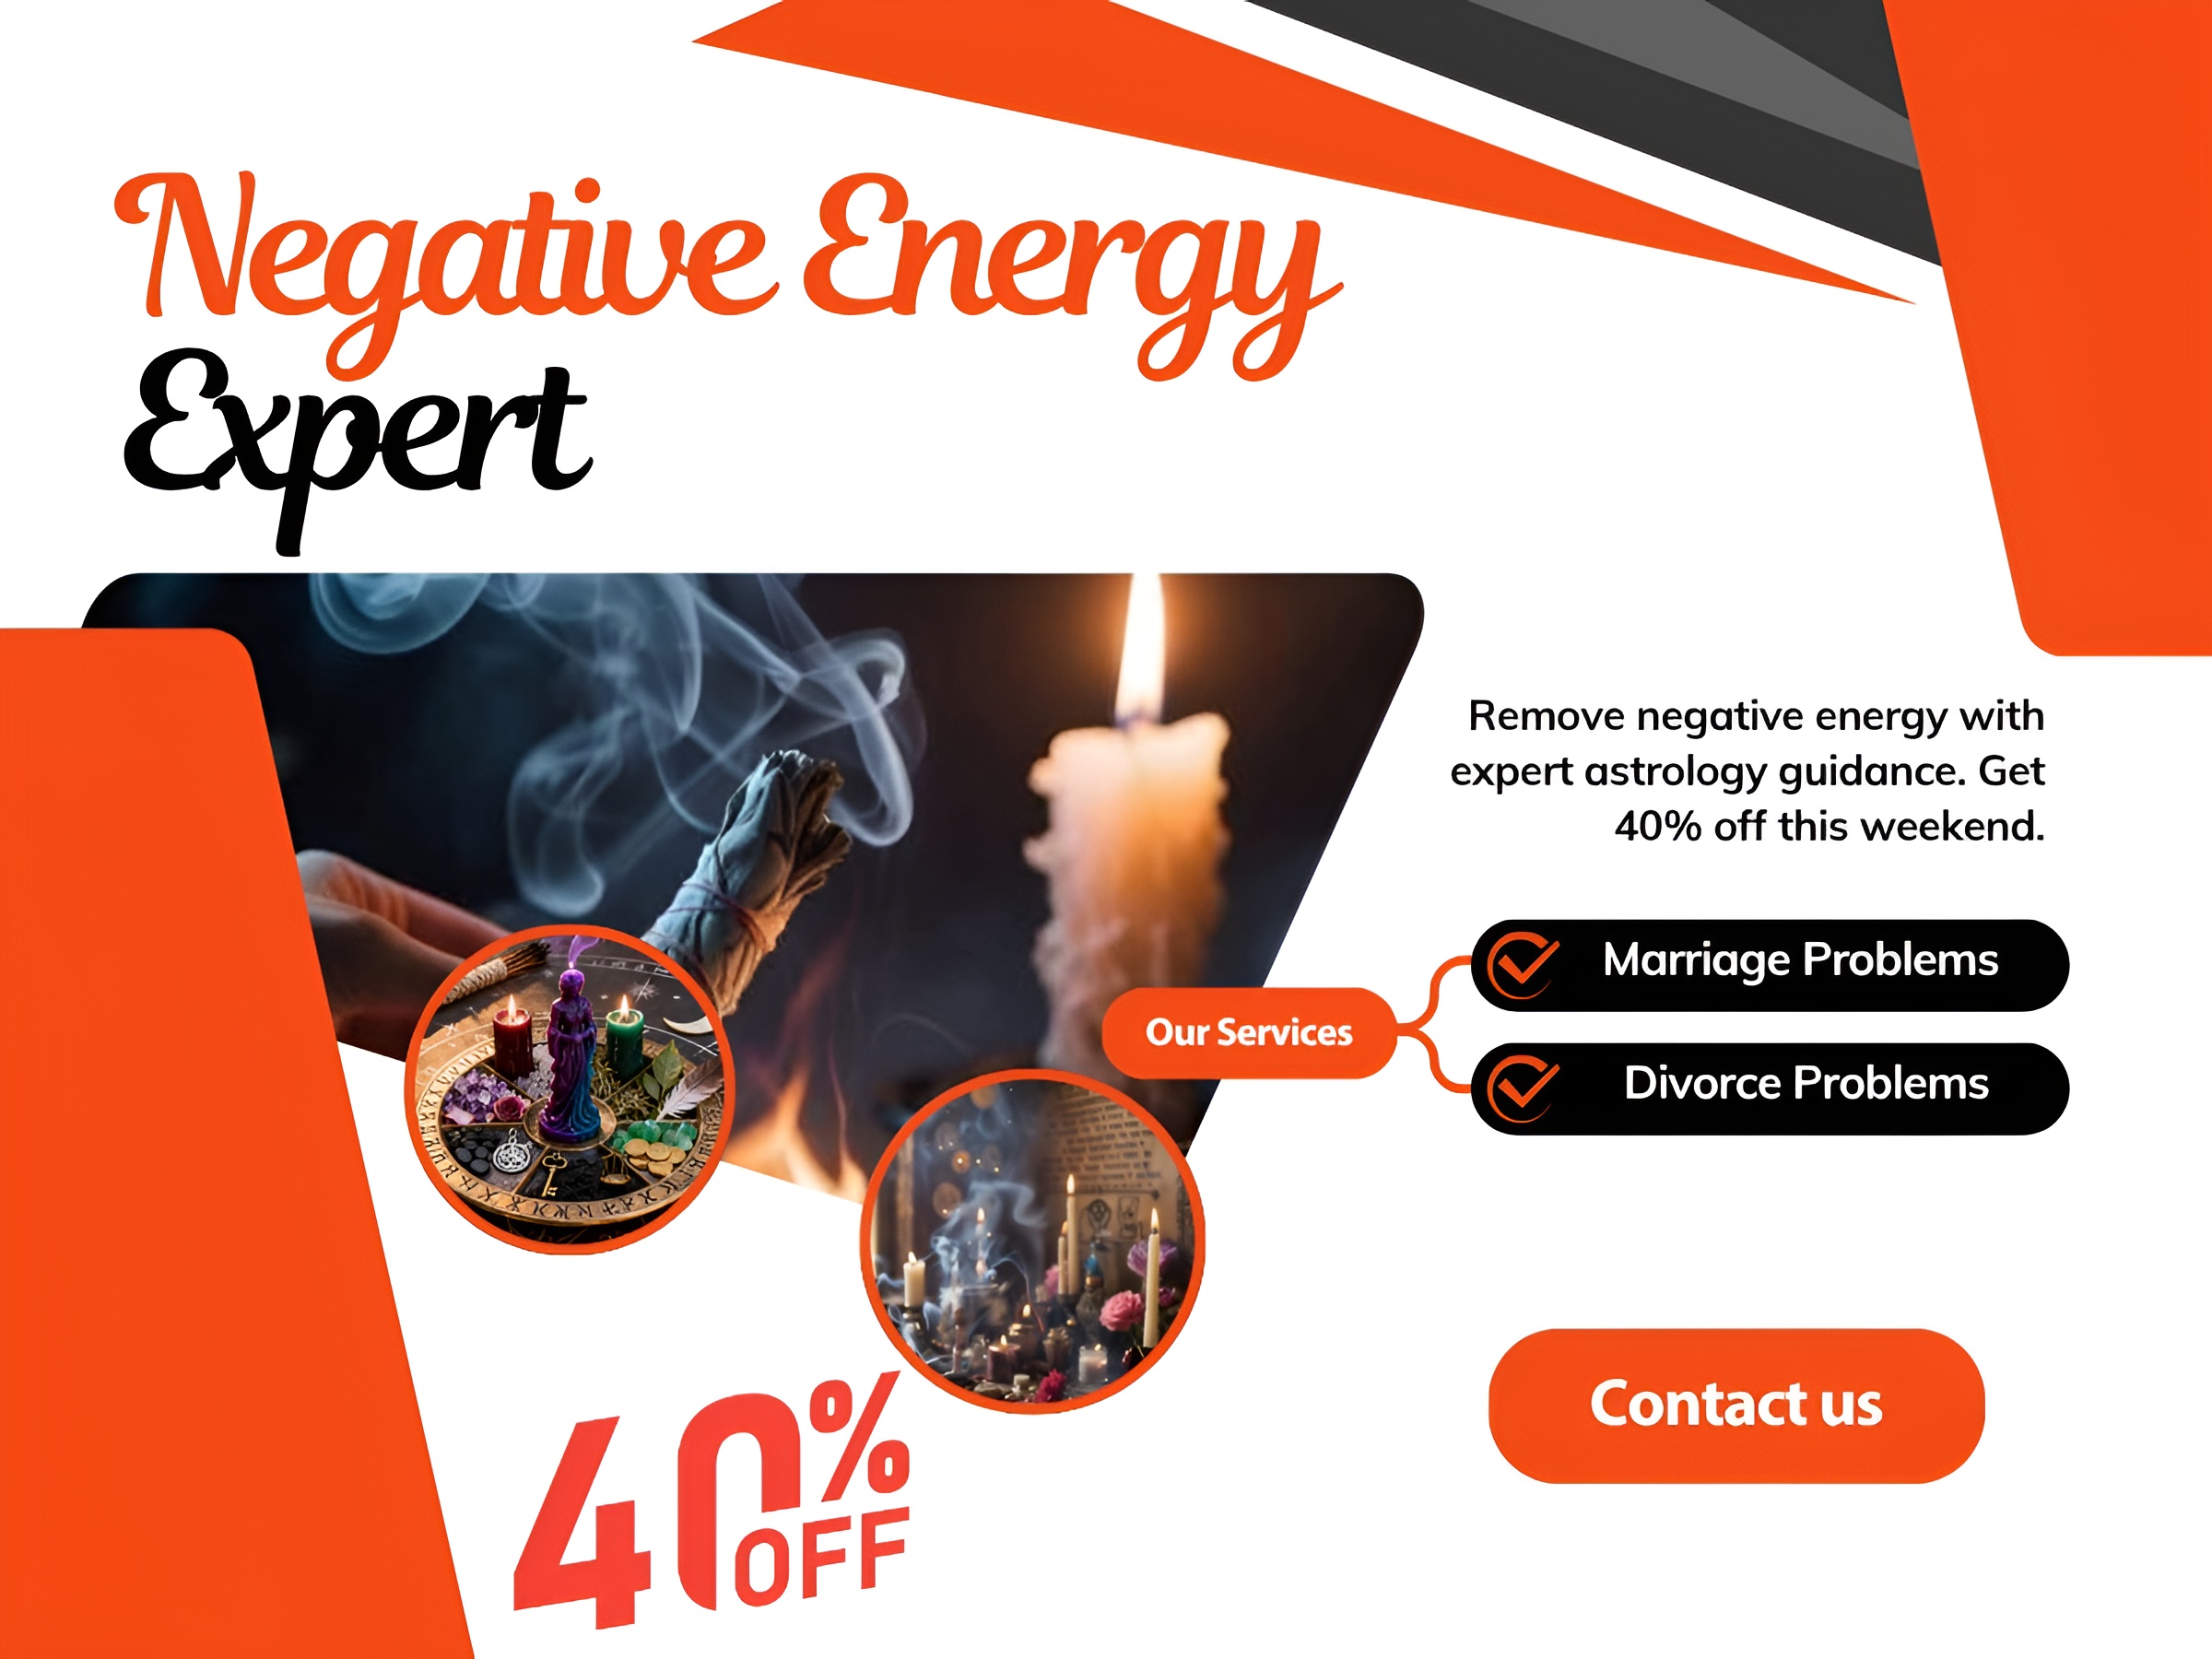 Negative Energy
Expert
Remove negative energy with
expert astrology guidance. Get
40% off this weekend.
Our Services
Marriage Problems
Divorce Problems
Contact us
40%
OFF